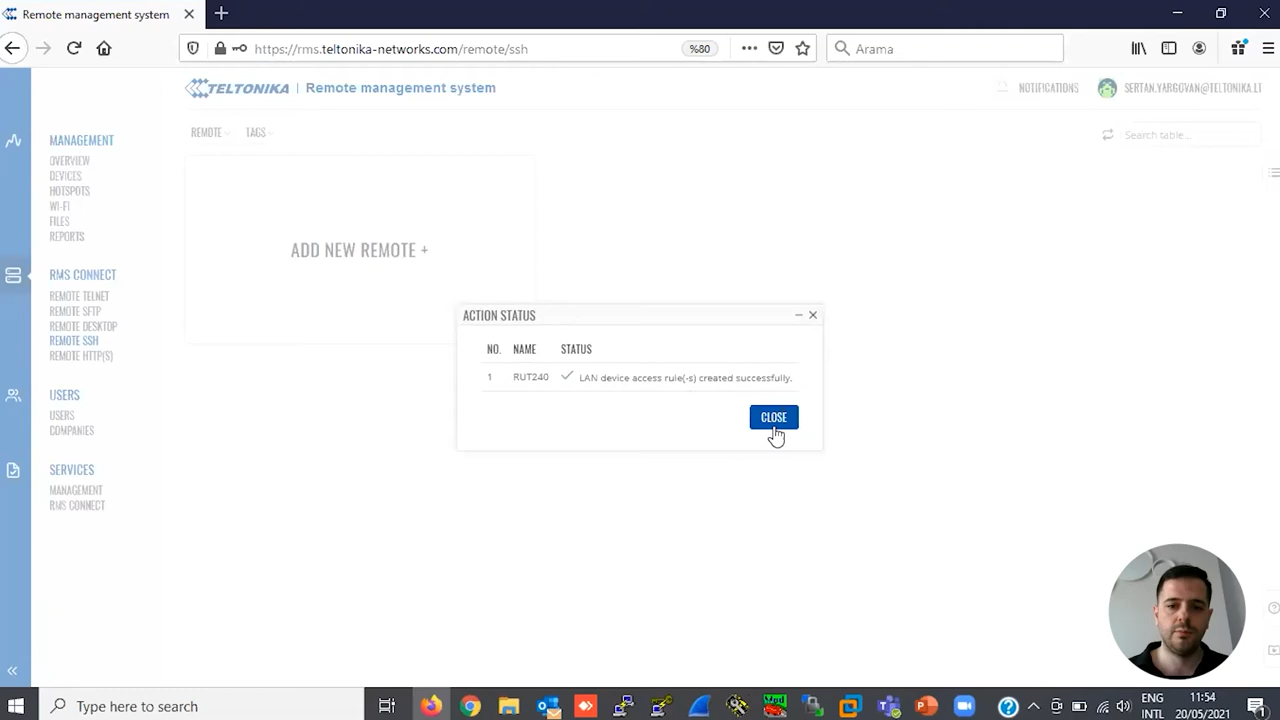 Remote management system
https://rms.teltonika-networks.com/remote/ssh
%80
Arama
TELTONIKA | Remote management system
NOTIFICATIONS
SERTAN.YARGOVAN@TELTONIKA.LT
REMOTE
TAGS
Search table...
MANAGEMENT
OVERVIEW
DEVICES
HOTSPOTS
WI-FI
FILES
REPORTS
RMS CONNECT
REMOTE TELNET
REMOTE SFTP
REMOTE DESKTOP
REMOTE SSH
REMOTE HTTP(S)
USERS
USERS
COMPANIES
SERVICES
MANAGEMENT
RMS CONNECT
ADD NEW REMOTE +
ACTION STATUS
NO. NAME STATUS
1 RUT240 LAN device access rule(-s) created successfully.
CLOSE
Type here to search
ENG
INTL
11:54
20/05/2021
1